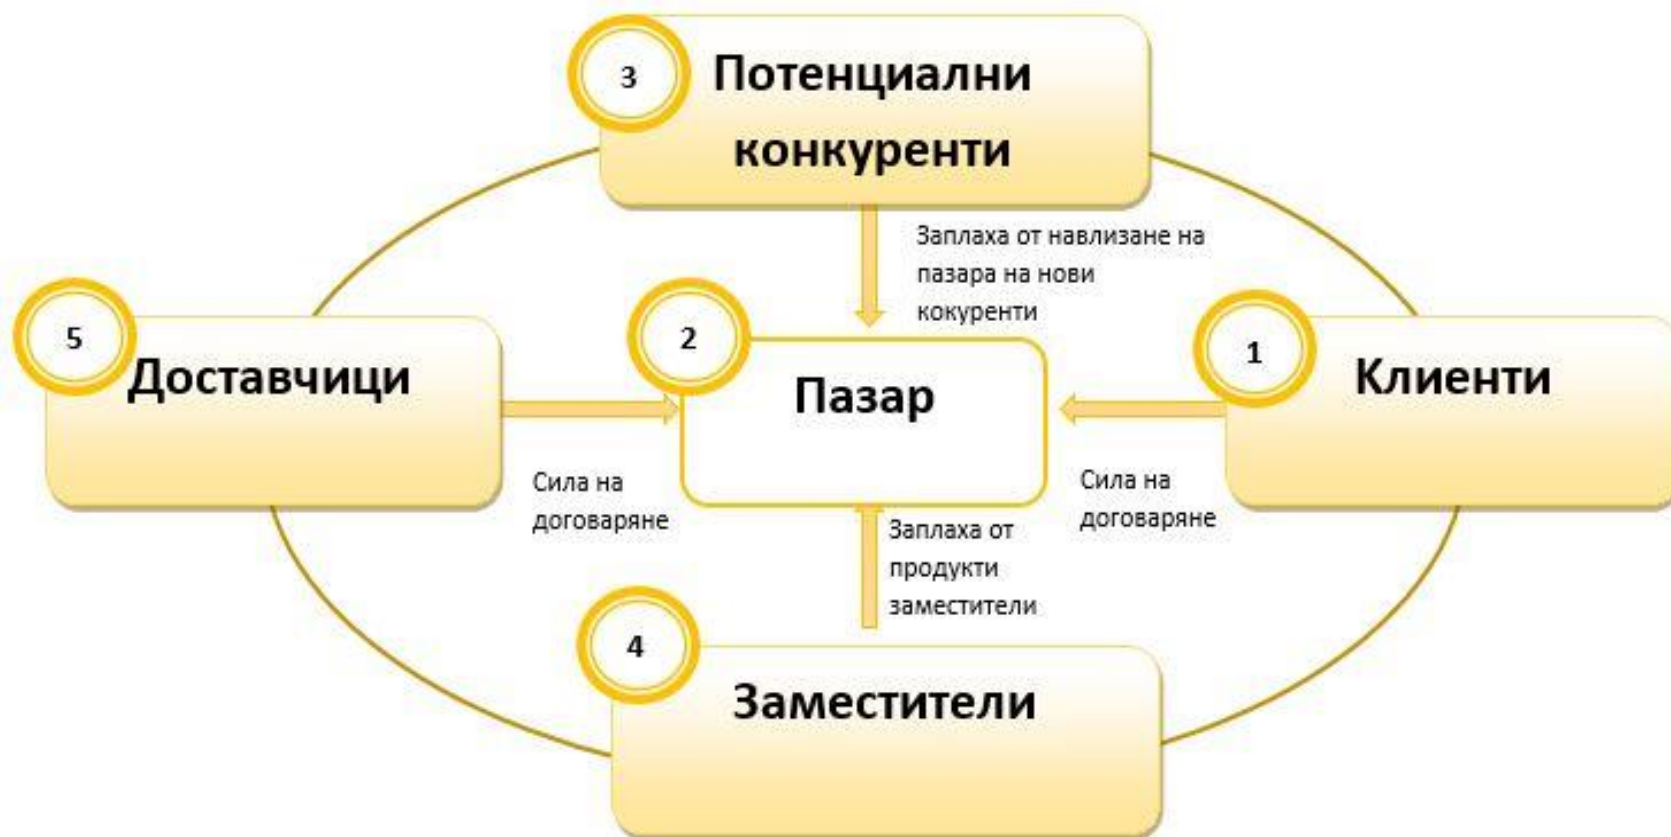 3
Потенциални
конкуренти
Заплаха от навлизане на
пазара на нови
кокуренти
5
Доставчици
2
Пазар
1
Клиенти
Сила на
договаряне
Сила на
договаряне
Заплаха от
продукти
заместители
4
Заместители